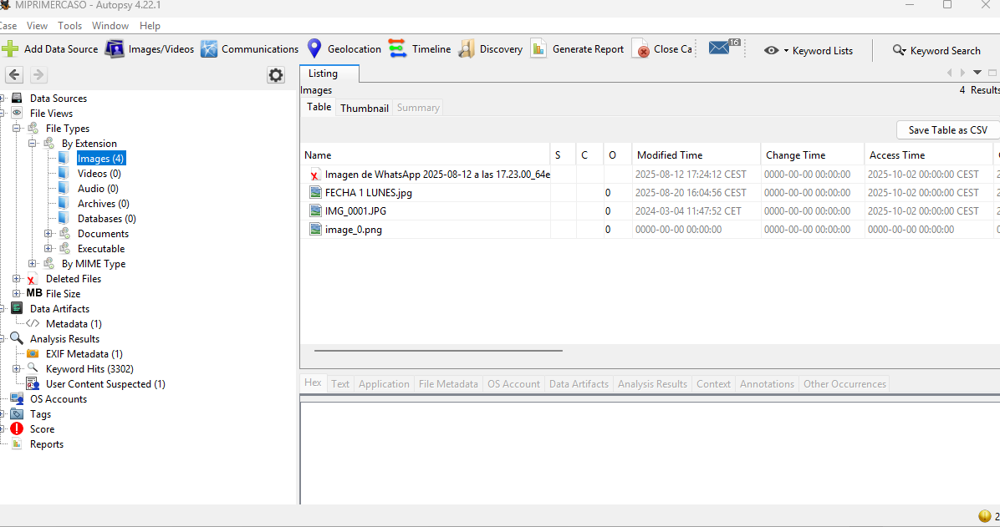 MIPRIMERCASO - Autopsy 4.22.1
Case View Tools Window Help
Add Data Source Images/Videos Communications Geolocation Timeline Discovery Generate Report Close Ca 16 Keyword Lists Keyword Search
Listing
Images 4 Results
Table Thumbnail Summary
Save Table as CSV
Name S C O Modified Time Change Time Access Time
Imagen de WhatsApp 2025-08-12 a las 17.23.00_64e 2025-08-12 17:24:12 CEST 0000-00-00 00:00:00 2025-10-02 00:00:00 CEST
FECHA 1 LUNES.jpg 0 2025-08-20 16:04:56 CEST 0000-00-00 00:00:00 2025-10-02 00:00:00 CEST
IMG_0001.JPG 0 2024-03-04 11:47:52 CET 0000-00-00 00:00:00 2025-10-02 00:00:00 CEST
image_0.png 0 0000-00-00 00:00:00 0000-00-00 00:00:00 0000-00-00 00:00:00
Data Sources
File Views
File Types
By Extension
Images (4)
Videos (0)
Audio (0)
Archives (0)
Databases (0)
Documents
Executable
By MIME Type
Deleted Files
MB File Size
Data Artifacts
Metadata (1)
Analysis Results
EXIF Metadata (1)
Keyword Hits (3302)
User Content Suspected (1)
OS Accounts
Tags
Score
Reports
Hex Text Application File Metadata OS Account Data Artifacts Analysis Results Context Annotations Other Occurrences
2